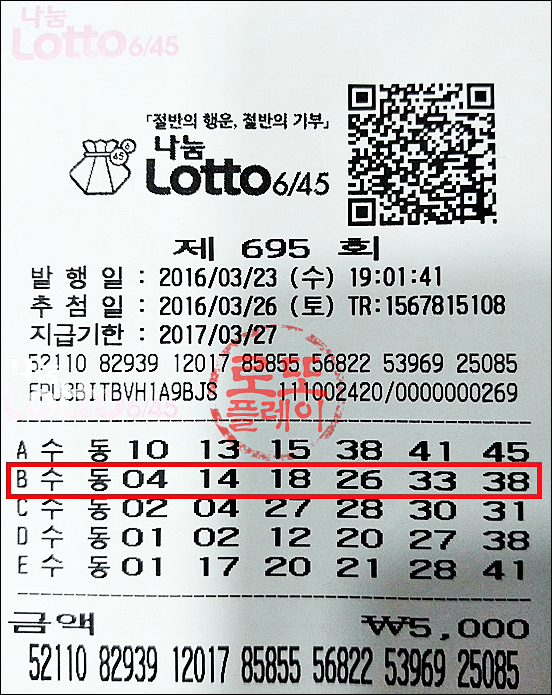 나눔
Lotto 6/45
「절반의 행운, 절반의 기부」
나눔
Lotto 6/45
제 695 회
발 행 일 : 2016/03/23 (수) 19:01:41
추 첨 일 : 2016/03/26 (토) TR:1567815108
지급기한 : 2017/03/27
52110 82939 12017 85855 56822 53969 25085
FPU3BITBVH1A9BJS 111002420/0000000269
로또
플레이
A 수 동 10 13 15 38 41 45
B 수 동 04 14 18 26 33 38
C 수 동 02 04 27 28 30 31
D 수 동 01 02 12 20 27 38
E 수 동 01 17 20 21 28 41
금액 ₩5,000
52110 82939 12017 85855 56822 53969 25085